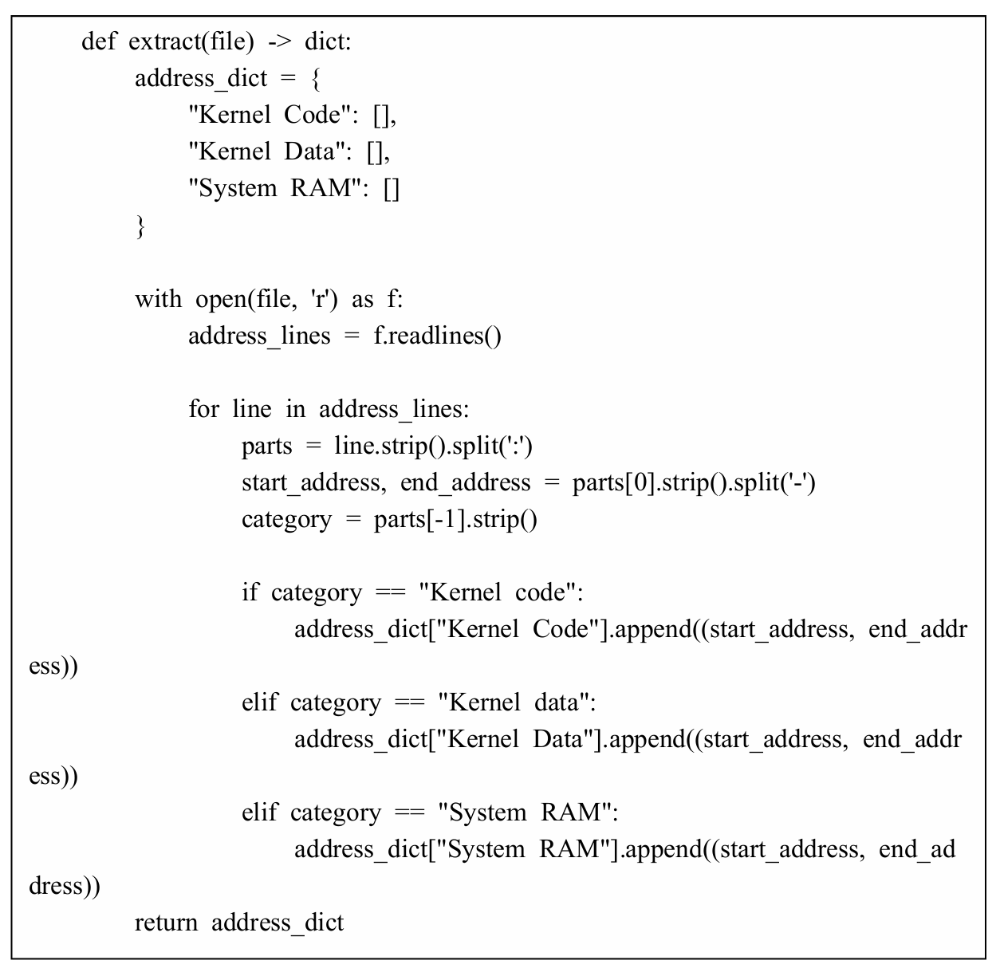 def extract(file) -> dict:
address_dict = {
"Kernel Code": [],
"Kernel Data": [],
"System RAM": []
}
with open(file, 'r') as f:
address_lines = f.readlines()
for line in address_lines:
parts = line.strip().split(':')
start_address, end_address = parts[0].strip().split('-')
category = parts[-1].strip()
if category == "Kernel code":
address_dict["Kernel Code"].append((start_address, end_addr
ess))
elif category == "Kernel data":
address_dict["Kernel Data"].append((start_address, end_addr
ess))
elif category == "System RAM":
address_dict["System RAM"].append((start_address, end_ad
dress))
return address_dict